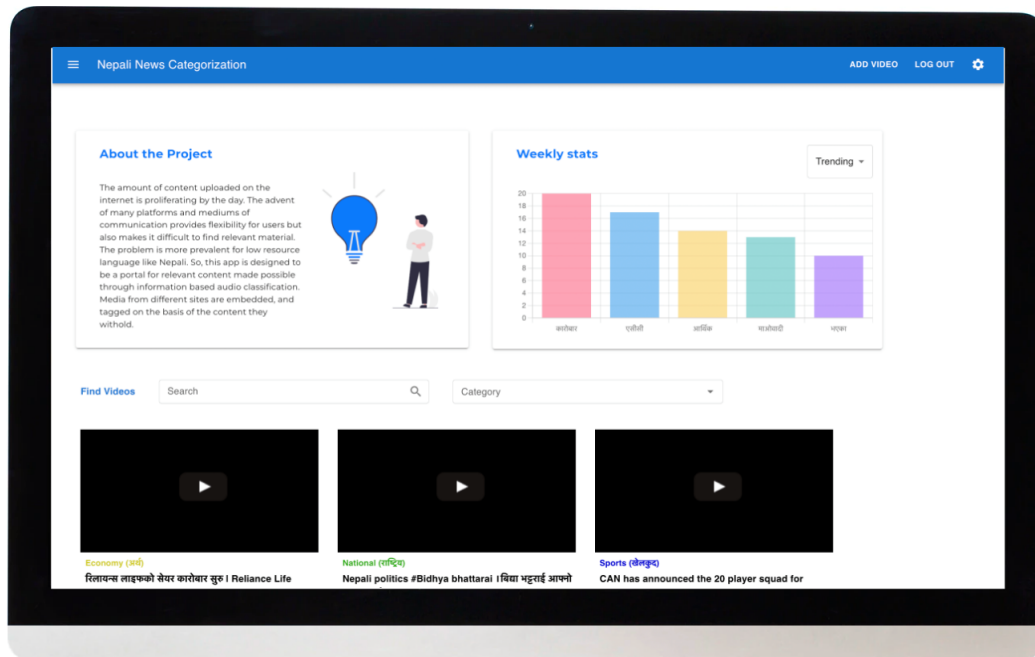 Nepali News Categorization
ADD VIDEO
LOG OUT
About the Project
The amount of content uploaded on the
internet is proliferating by the day. The advent
of many platforms and mediums of
communication provides flexibility for users but
also makes it difficult to find relevant material.
The problem is more prevalent for low resource
language like Nepali. So, this app is designed to
be a portal for relevant content made possible
through information based audio classification.
Media from different sites are embedded, and
tagged on the basis of the content they
withold.
Weekly stats
Trending
20
18
16
14
12
10
8
6
4
2
0
कारोबार
एसीसी
आर्थिक
माओवादी
भएका
Find Videos
Search
Category
Economy (अर्थ)
रिलायन्स लाइफको सेयर कारोबार सुरु l Reliance Life
National (राष्ट्रिय)
Nepali politics #Bidhya bhattarai ।बिद्या भट्टराई आफ्नो
Sports (खेलकुद)
CAN has announced the 20 player squad for